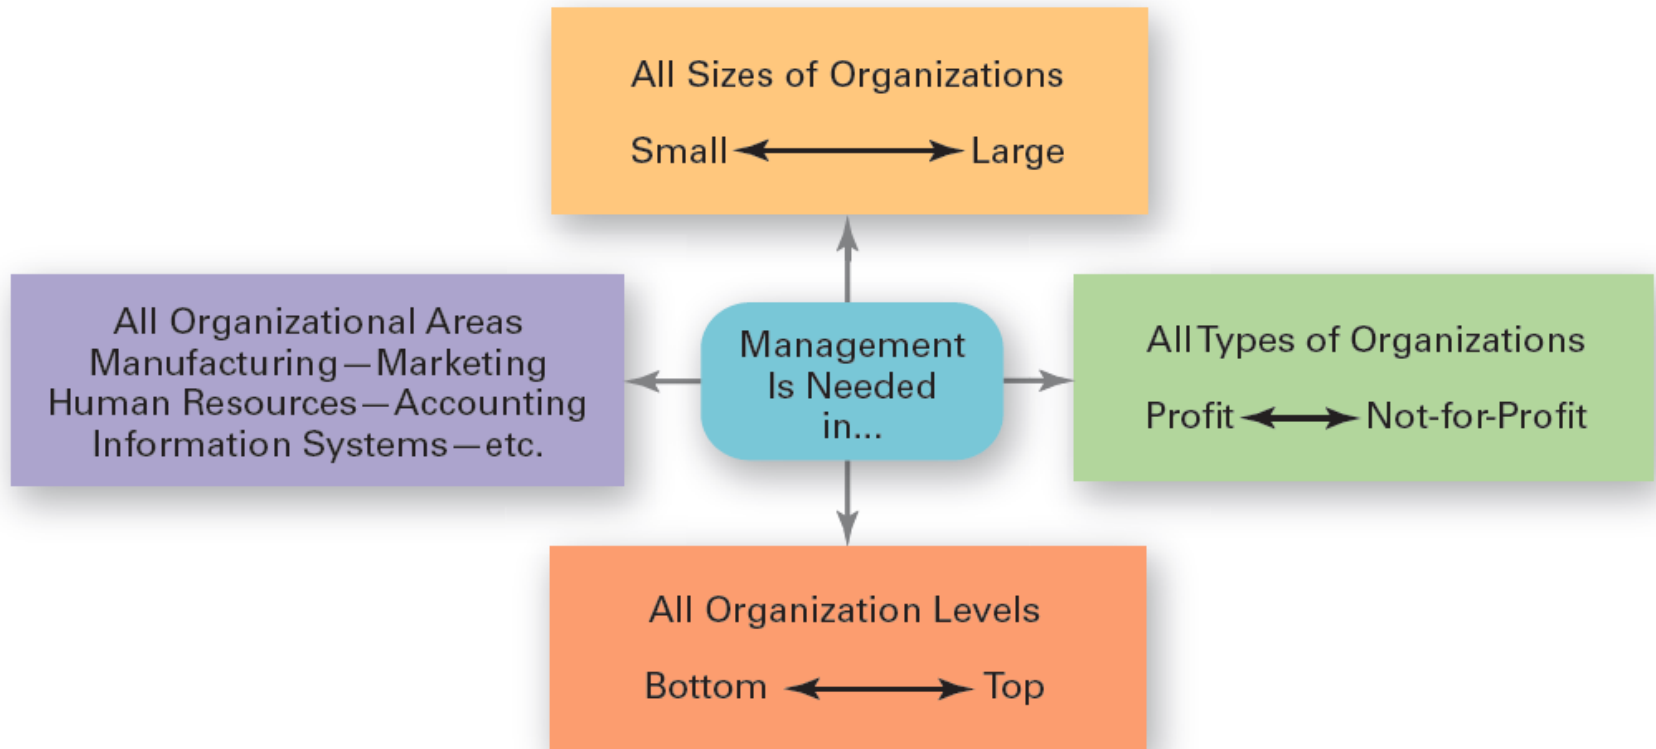 All Sizes of Organizations
Small Large
All Organizational Areas
Manufacturing—Marketing
Human Resources—Accounting
Information Systems—etc.
Management
Is Needed
in...
All Types of Organizations
Profit Not-for-Profit
All Organization Levels
Bottom Top